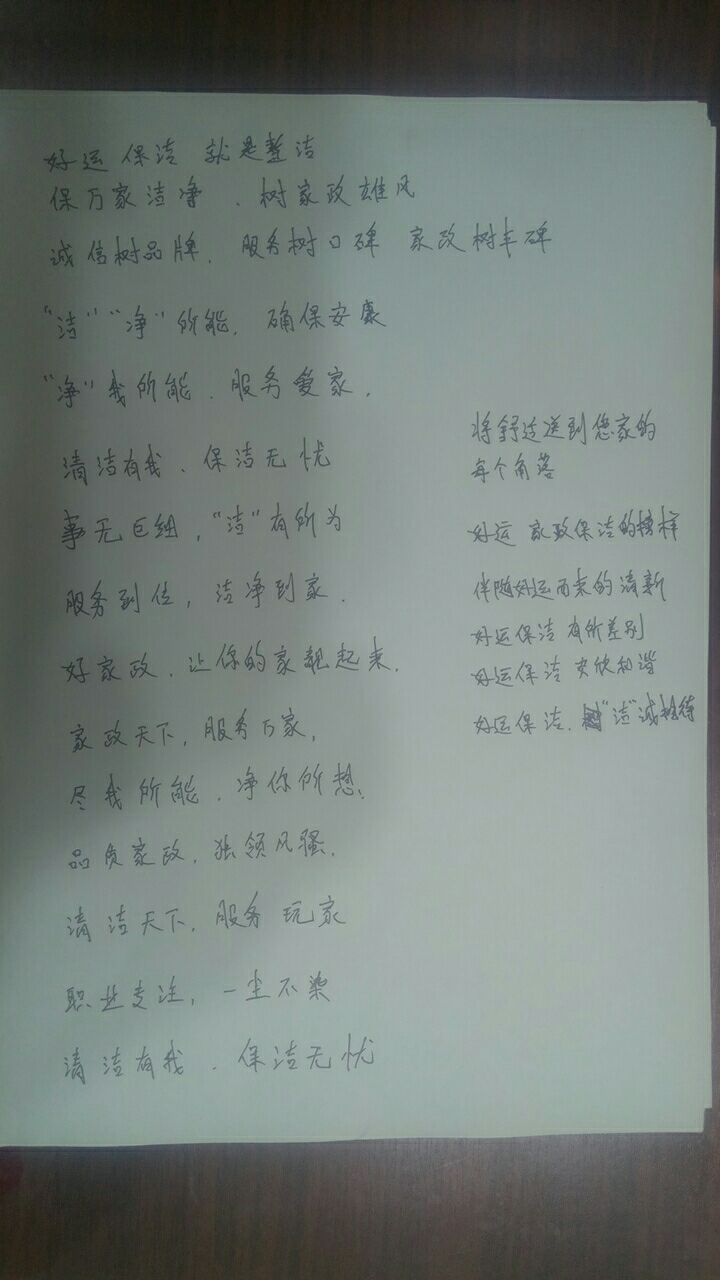 好运 保洁 就是整洁
保万家洁净、树家政雄风
诚信树品牌、服务树口碑 家政树丰碑
“洁”“净”所能,确保安康
“净”我所能、服务爱家.
清洁有我、保洁无忧
事无巨细,“洁”有所为
服务到位,洁净到家.
好家政、让你的家靓起来.
家政天下,服务万家,
尽我所能、净你所想.
品质家政、独领风骚.
清洁天下、服务玩家
职业专注,一尘不染
清洁有我、保洁无忧
将舒适送到您家的
每个角落
好运 家政保洁的榜样
伴随好运而来的清新
好运保洁 有所差别
好运保洁 欣和谐
好运保洁、“洁”诚相待